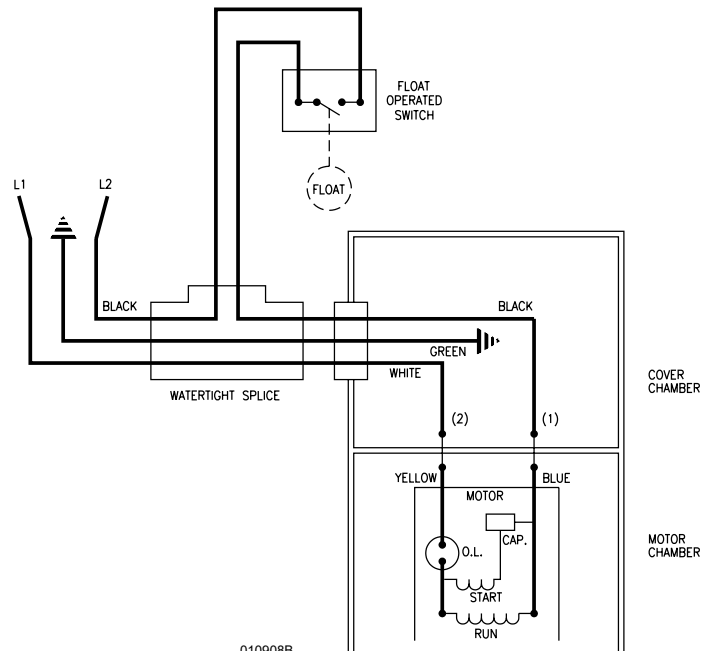 FLOAT
OPERATED
SWITCH
L1
L2
FLOAT
BLACK
BLACK
GREEN
WHITE
WATERTIGHT SPLICE
COVER
CHAMBER
(2)
(1)
YELLOW
BLUE
MOTOR
CAP.
O.L.
MOTOR
CHAMBER
START
RUN
010908B